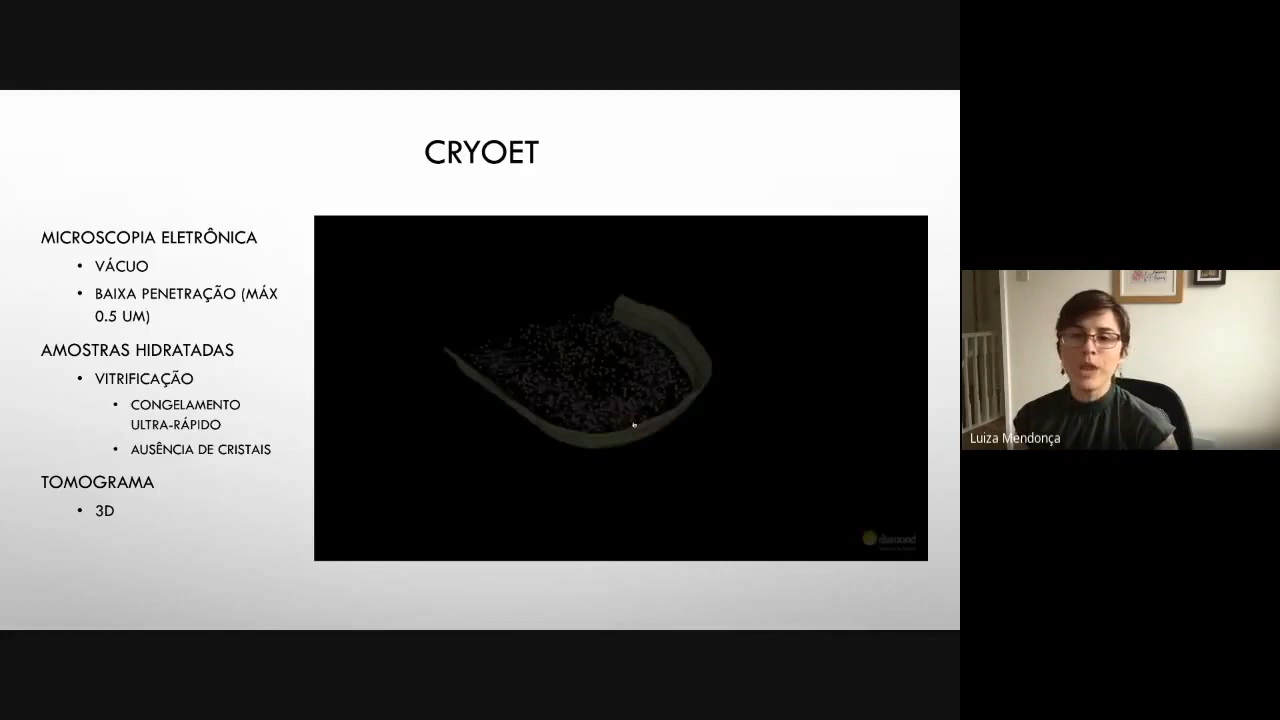 CRYOET
MICROSCOPIA ELETRÔNICA
• VÁCUO
• BAIXA PENETRAÇÃO (MÁX
0.5 UM)
AMOSTRAS HIDRATADAS
• VITRIFICAÇÃO
• CONGELAMENTO
ULTRA-RÁPIDO
• AUSÊNCIA DE CRISTAIS
TOMOGRAMA
• 3D
diamond
Luiza Mendonça